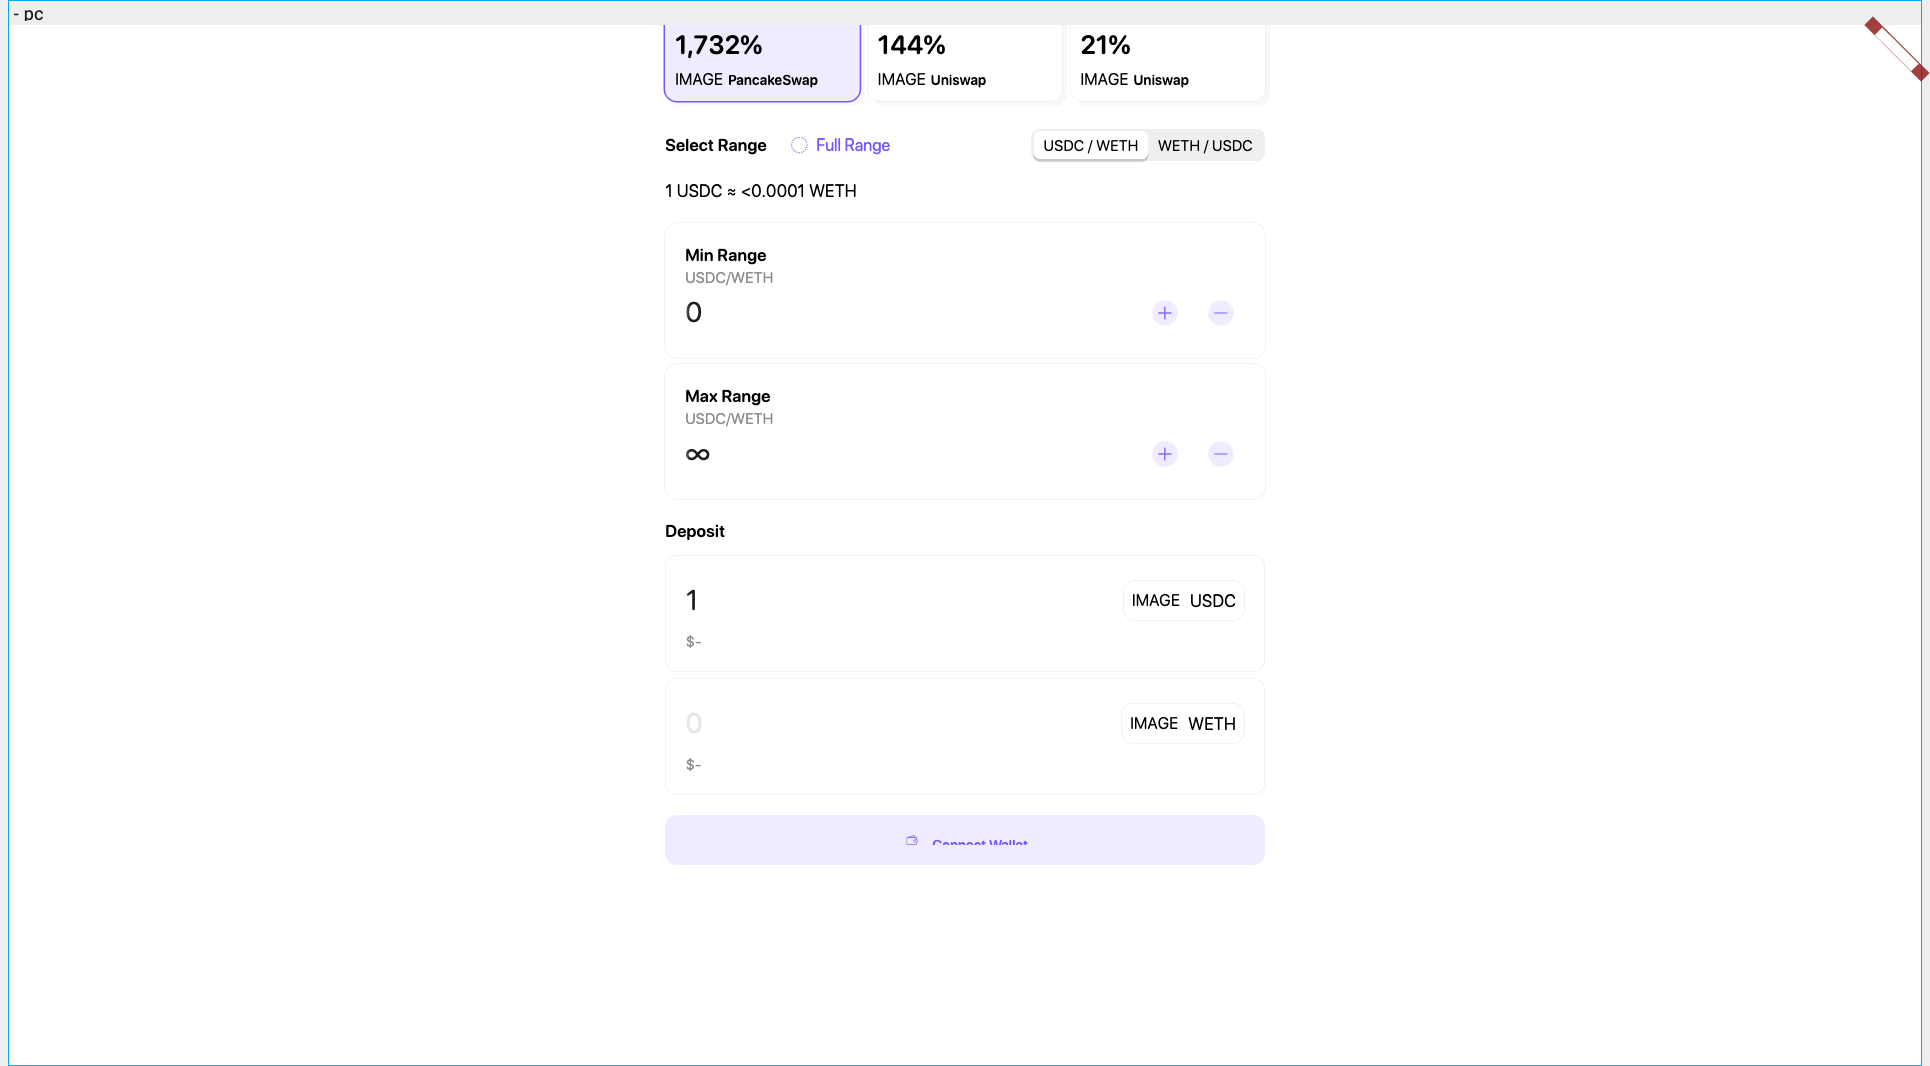 - pc
1,732% 144% 21%
IMAGE PancakeSwap IMAGE Uniswap IMAGE Uniswap
Select Range Full Range USDC / WETH WETH / USDC
1 USDC ≈ <0.0001 WETH
Min Range
USDC/WETH
0
Max Range
USDC/WETH
∞
Deposit
1 IMAGE USDC
$-
0 IMAGE WETH
$-
Connect Wallet